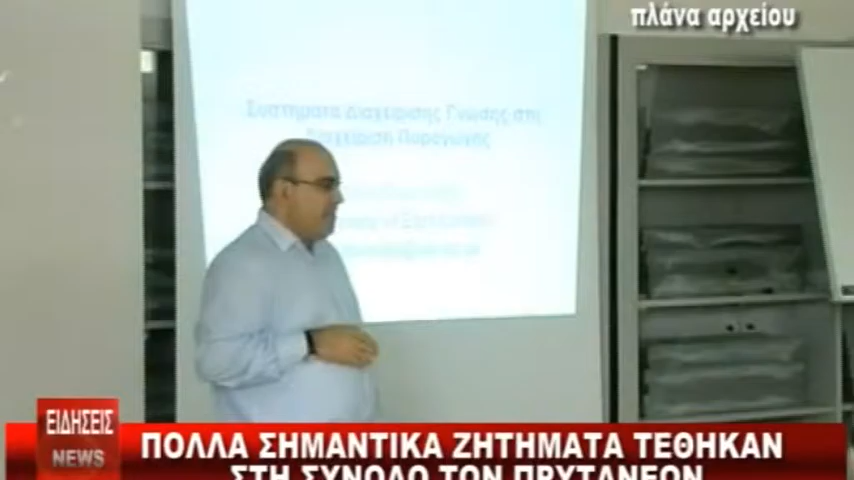 πλάνα αρχείου
Συστήματα Διαχείρισης Γνώσης στη
Διαχείριση Παραγωγής
ΕΙΔΗΣΕΙΣ
NEWS
ΠΟΛΛΑ ΣΗΜΑΝΤΙΚΑ ΖΗΤΗΜΑΤΑ ΤΕΘΗΚΑΝ
ΣΤΗ ΣΥΝΟΔΟ ΤΩΝ ΠΡΥΤΑΝΕΩΝ